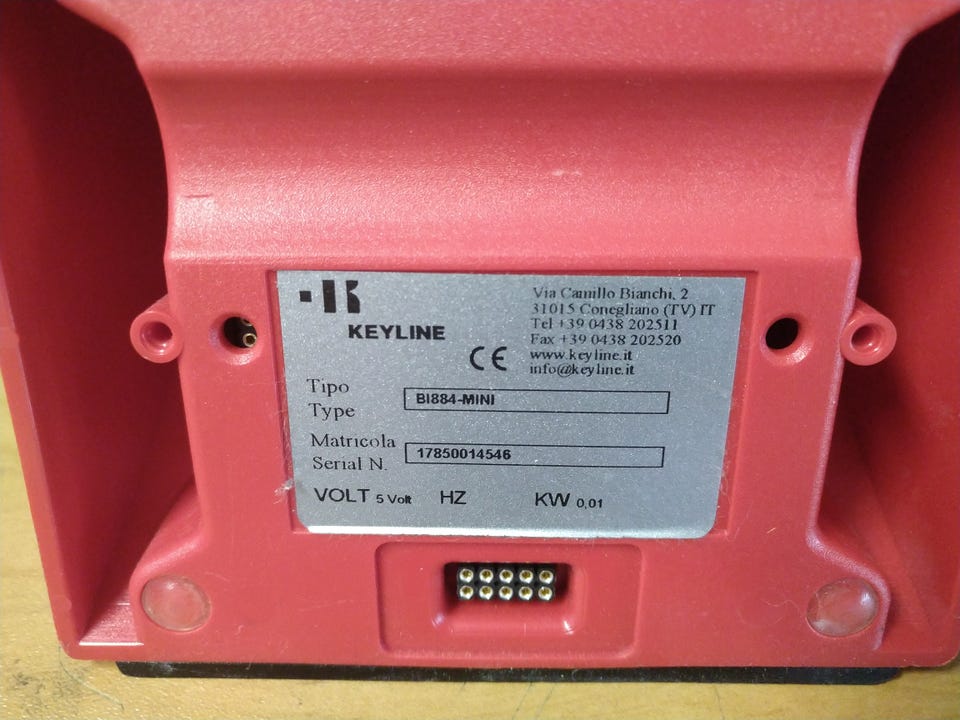 KEYLINE
Via Camillo Bianchi, 2
31015 Conegliano (TV) IT
Tel +39 0438 202511
Fax +39 0438 202520
www.keyline.it
info@keyline.it
CE
Tipo
Type
BI884-MINI
Matricola
Serial N.
17850014546
VOLT 5 Volt HZ KW 0,01